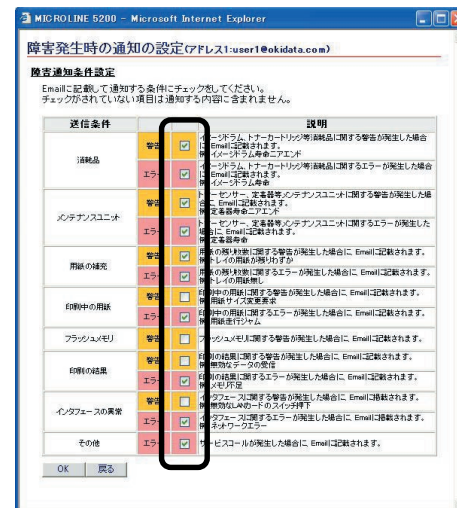 MICROLINE 5200 - Microsoft Internet Explorer
障害発生時の通知の設定(アドレス1:user1@okidata.com)
障害通知条件設定
Emailに記載して通知する条件にチェックをしてください。
チェックがされていない項目は通知する内容に含まれません。
送信条件 説明
消耗品
警告
イメージドラム、トナーカートリッジ等消耗品に関する警告が発生した場合
に Emailに記載されます。
イメージドラム寿命ニアエンド
エラー
イメージドラム、トナーカートリッジ等消耗品に関するエラーが発生した場合
に Emailに記載されます。
イメージドラム寿命
メンテナンスユニット
警告
トナーセンサー、定着器等メンテナンスユニットに関する警告が発生した場
合に Emailに記載されます。
定着器寿命ニアエンド
エラー
トナーセンサー、定着器等メンテナンスユニットに関するエラーが発生した
場合に Emailに記載されます。
定着器寿命
用紙の補充
警告
用紙の残り枚数に関する警告が発生した場合に Emailに記載されます。
トレイの用紙が残りわずか
エラー
用紙の残り枚数に関するエラーが発生した場合に Emailに記載されます。
トレイの用紙無し
印刷中の用紙
警告
印刷中の用紙に関する警告が発生した場合に、Emailに記載されます。
用紙サイズ変更要求
エラー
印刷中の用紙に関するエラーが発生した場合に、Emailに記載されます。
用紙走行ジャム
フラッシュメモリ
警告
フラッシュメモリに関する警告が発生した場合に、Emailに記載されます。
印刷の結果
警告
印刷の結果に関する警告が発生した場合に、Emailに記載されます。
無効なデータの受信
エラー
印刷の結果に関するエラーが発生した場合に、Emailに記載されます。
メモリ不足
インタフェースの異常
警告
インタフェースに関する警告が発生した場合に、Emailに掲載されます。
無効なLANカードのスイッチ押下
エラー
インタフェースに関するエラーが発生した場合に、Emailに掲載されます。
ネットワークエラー
その他
エラー
サービスコールが発生した場合に、Emailに記載されます。
OK 戻る